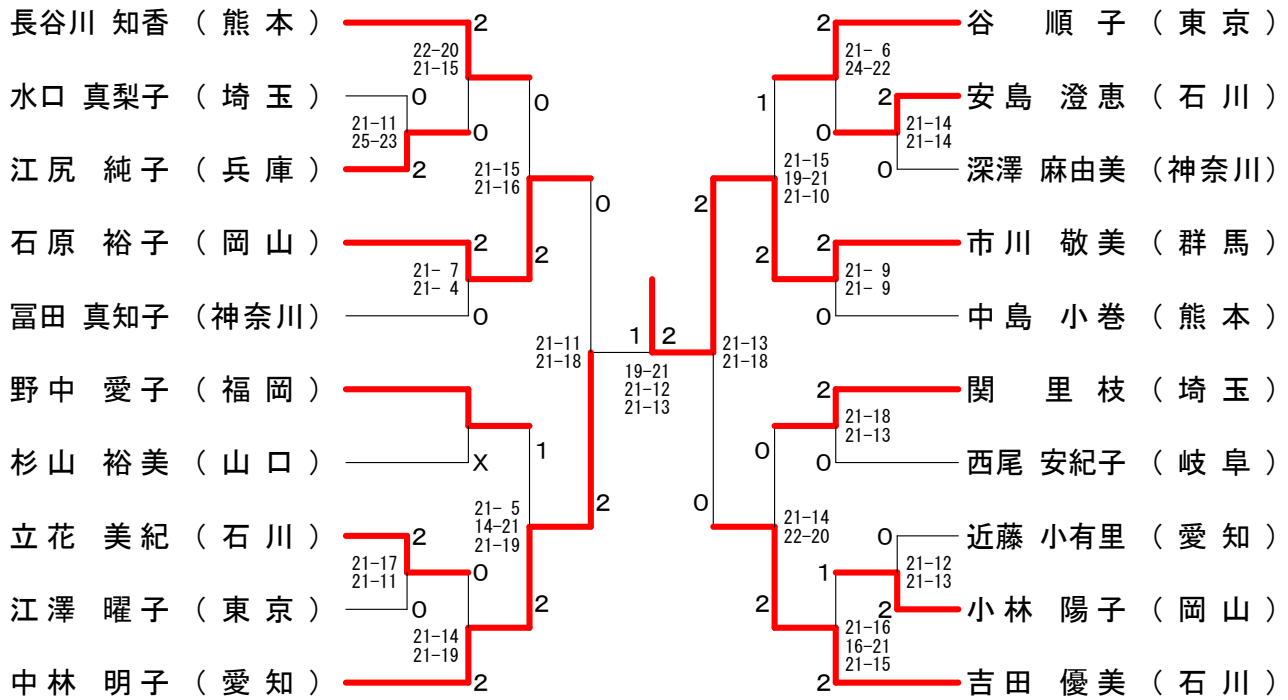 長谷川 知香 ( 熊 本 ) 2 2 谷 順 子 ( 東 京 )
22-20 21- 6
21-15 24-22
水口 真梨子 ( 埼 玉 ) 0 0 1 2 安 島 澄 恵 ( 石 川 )
21-11 21-14
25-23 0 0 21-14
江 尻 純 子 ( 兵 庫 ) 2 21-15 21-15 0 深澤 麻由美 (神奈川)
21-16 19-21
0 2 21-10
石 原 裕 子 ( 岡 山 ) 2 2 2 2 市 川 敬 美 ( 群 馬 )
21- 7 21- 9
21- 4 21- 9
冨田 真知子 (神奈川) 0 0 中 島 小 巻 ( 熊 本 )
21-11 1 2 21-13
21-18 19-21 21-18
21-12
21-13
野 中 愛 子 ( 福 岡 ) 2 関 里 枝 ( 埼 玉 )
21-18
21-13
杉 山 裕 美 ( 山 口 ) X 1 0 0 西尾 安紀子 ( 岐 阜 )
21- 5 2 0 21-14
14-21 22-20
21-19
立 花 美 紀 ( 石 川 ) 2 0 近藤 小有里 ( 愛 知 )
21-17 21-12
21-11 0 1 21-13
江 澤 曜 子 ( 東 京 ) 0 2 2 2 小 林 陽 子 ( 岡 山 )
21-14 21-16
21-19 16-21
21-15
中 林 明 子 ( 愛 知 ) 2 2 吉 田 優 美 ( 石 川 )